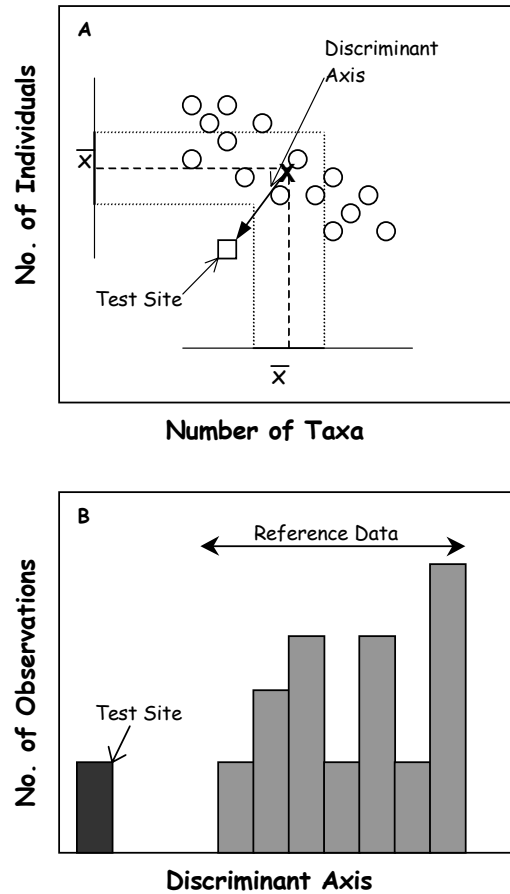 A
Discriminant
Axis
No. of Individuals
x̄
Test Site
x̄
Number of Taxa
B
Reference Data
No. of Observations
Test Site
Discriminant Axis
X